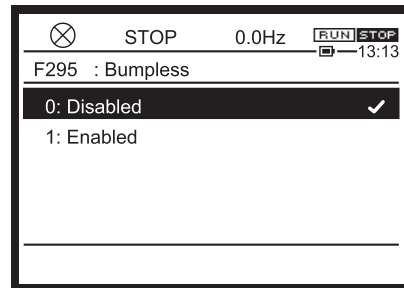 STOP 0.0Hz RUN STOP
13:13
F295 : Bumpless
0: Disabled
1: Enabled